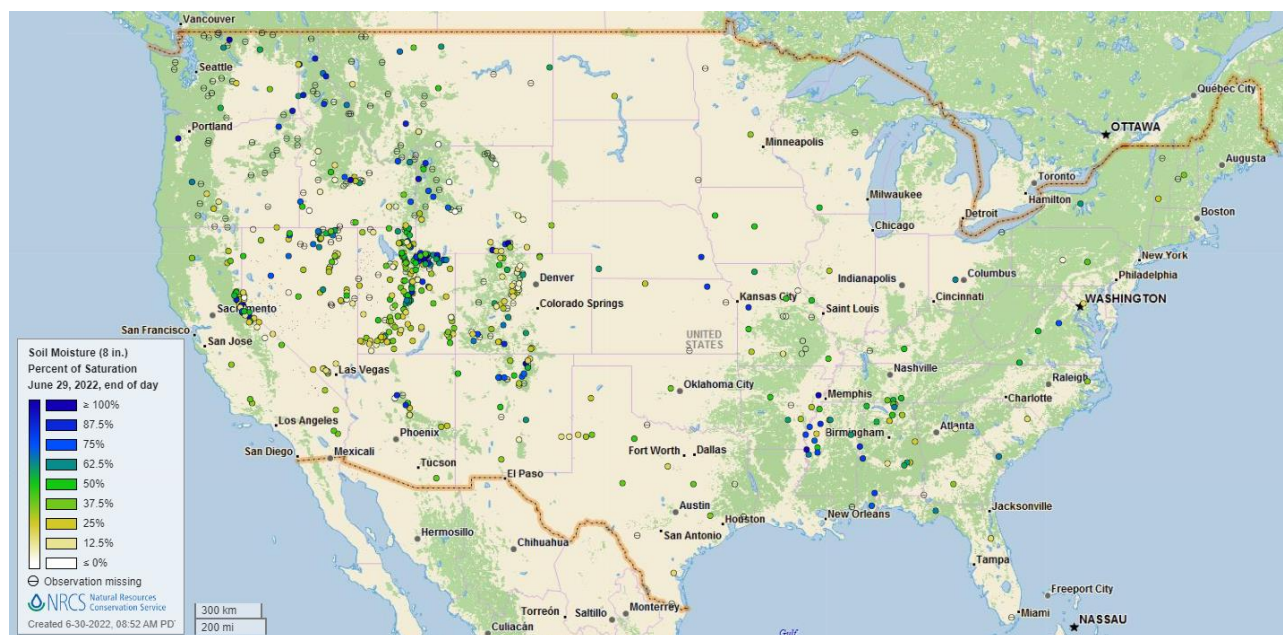 Vancouver
Seattle
Québec City
OTTAWA
Portland
Minneapolis
Augusta
Toronto
Hamilton
Milwaukee
Detroit
Boston
Chicago
New York
Philadelphia
Denver
Indianapolis
Columbus
Colorado Springs
Kansas City
Cincinnati
WASHINGTON
Sacramento
Saint Louis
San Francisco
San Jose
UNITED
STATES
Las Vegas
Nashville
Raleigh
Oklahoma City
Memphis
Charlotte
Los Angeles
Phoenix
Birmingham
Atlanta
San Diego
Mexicali
Tucson
Fort Worth
Dallas
El Paso
Austin
Jacksonville
Hermosillo
Houston
New Orleans
San Antonio
Chihuahua
Tampa
Freeport City
Torreón
Saltillo
Monterrey
Miami
Culiacán
NASSAU
Gulf
Soil Moisture (8 in.)
Percent of Saturation
June 29, 2022, end of day
≥ 100%
87.5%
75%
62.5%
50%
37.5%
25%
12.5%
≤ 0%
Observation missing
NRCS Natural Resources
Conservation Service
Created 6-30-2022, 08:52 AM PDT
300 km
200 mi